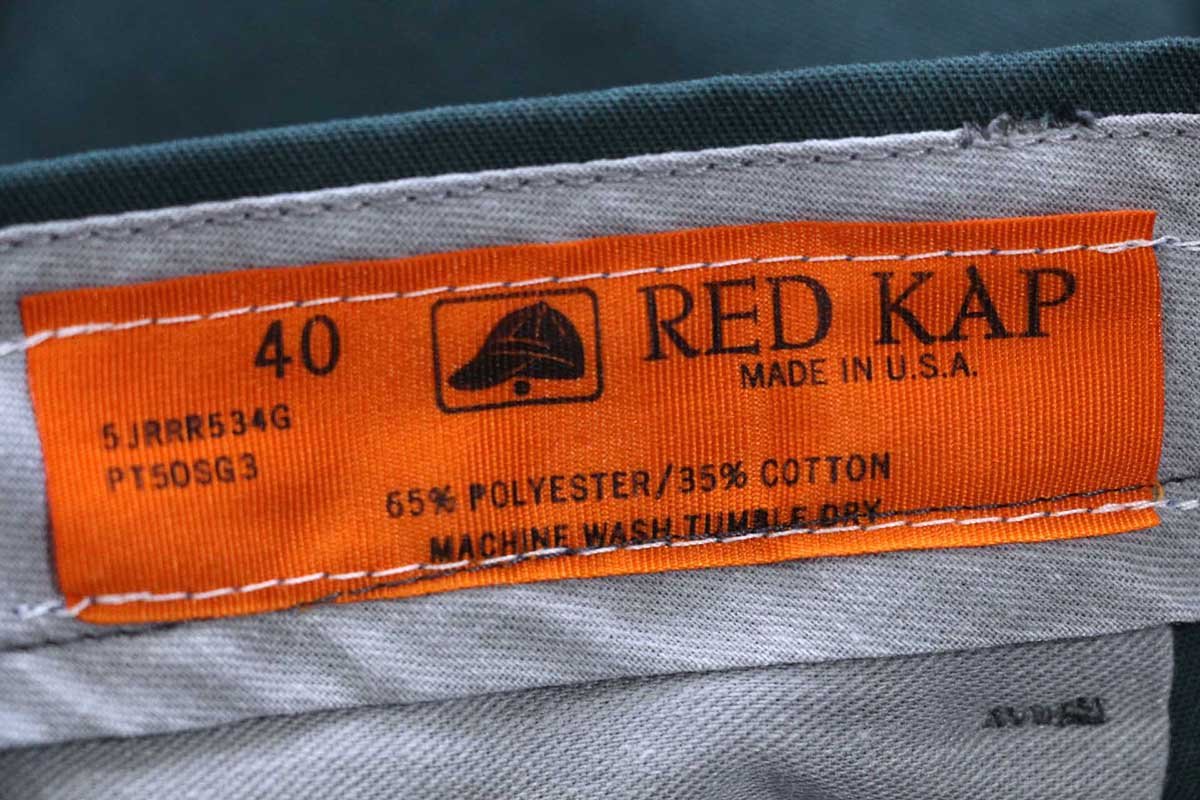 40
RED KAP
MADE IN U.S.A.
5JRRR534G
PT50SG3
65% POLYESTER/35% COTTON
MACHINE WASH, TUMBLE DRY